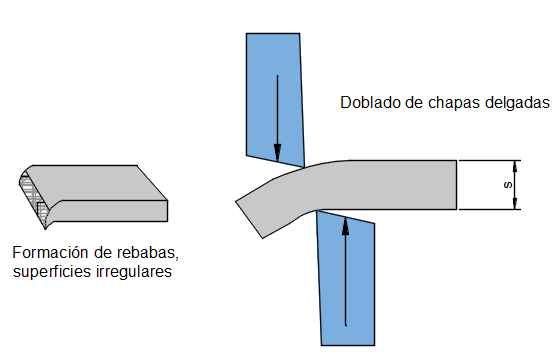 Doblado de chapas delgadas
s
Formación de rebabas,
superficies irregulares